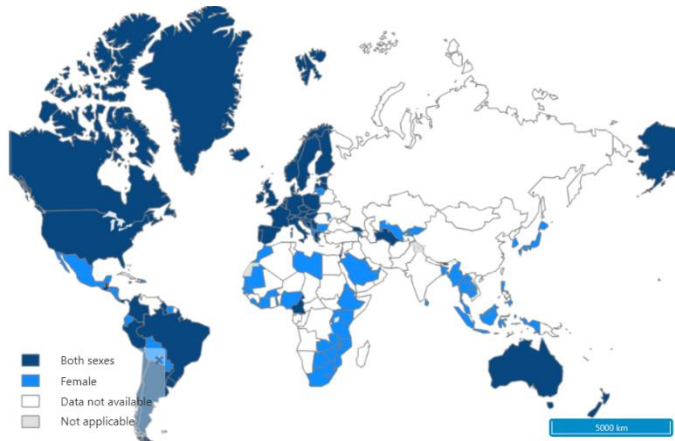 Both sexes
Female
Data not available
Not applicable
5000 km